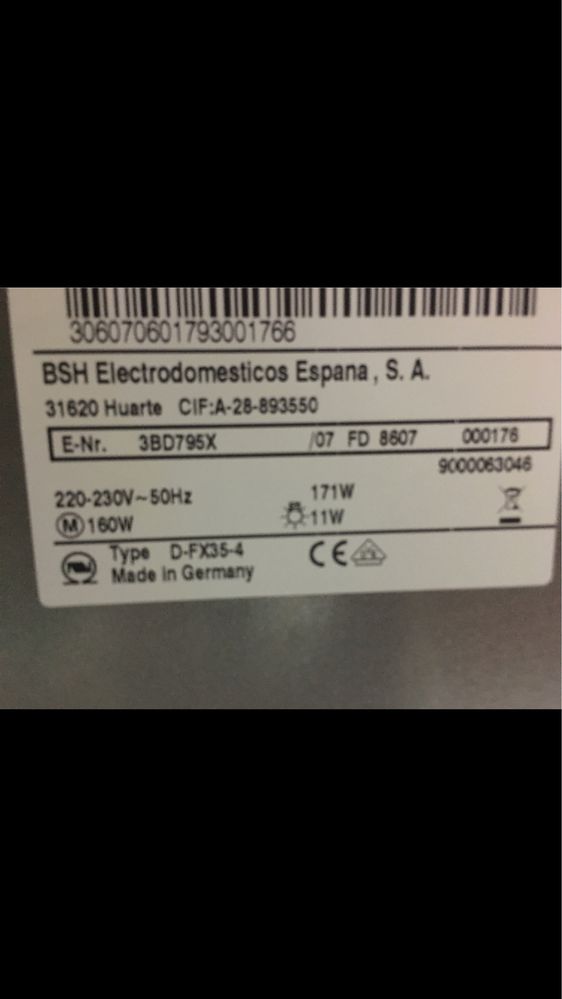 306070601793001766
BSH Electrodomesticos Espana, S. A.
31620 Huarte CIF:A-28-893550
E-Nr. 3BD795X /07 FD 8607 000176
9000063046
220-230V~50Hz 171W
M 160W 11W
Type D-FX35-4 CE
Made in Germany